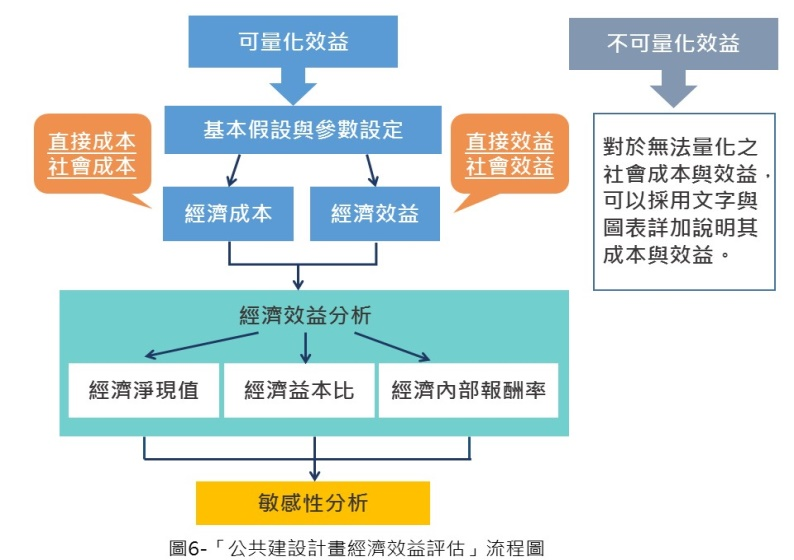 可量化效益
不可量化效益
基本假設與參數設定
直接成本
社會成本
直接效益
社會效益
經濟成本
經濟效益
對於無法量化之
社會成本與效益，
可以採用文字與
圖表詳加說明其
成本與效益。
經濟效益分析
經濟淨現值
經濟益本比
經濟內部報酬率
敏感性分析
圖6-「公共建設計畫經濟效益評估」流程圖